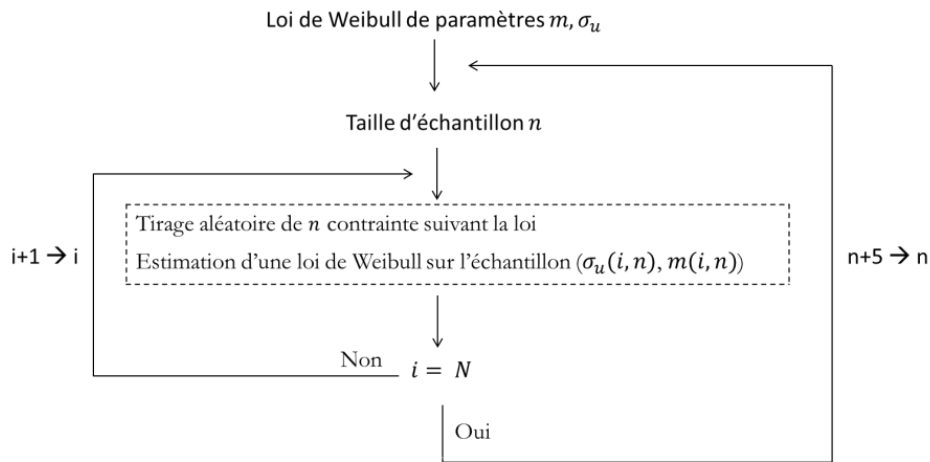 Loi de Weibull de paramètres m, σᵤ
Taille d'échantillon n
Tirage aléatoire de n contrainte suivant la loi
Estimation d'une loi de Weibull sur l'échantillon (σᵤ(i, n), m(i, n))
i+1 → i
n+5 → n
Non
i = N
Oui